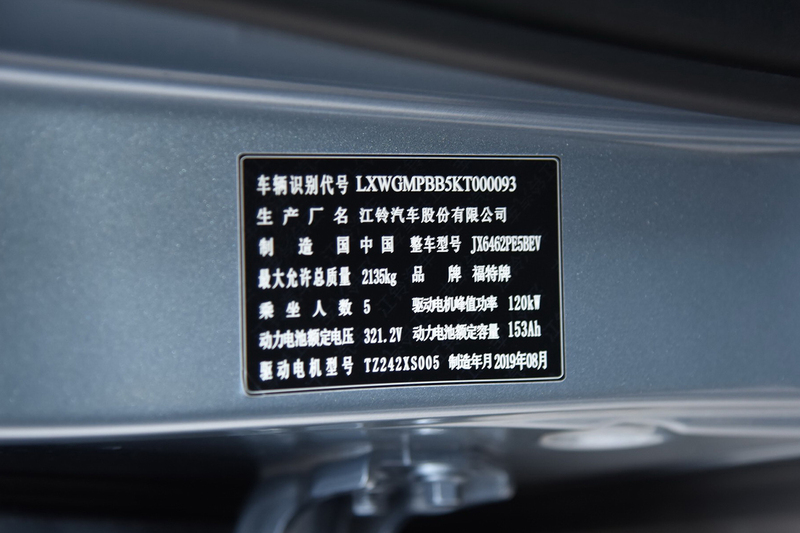 车辆识别代号 LXWGMPBB5KT000093
生产厂名 江铃汽车股份有限公司
制造国 中国 整车型号 JX6462PE5BEV
最大允许总质量 2135kg 品牌 福特牌
乘坐人数 5 驱动电机峰值功率 120kW
动力电池额定电压 321.2V 动力电池额定容量 153Ah
驱动电机型号 TZ242XS005 制造年月 2019年08月